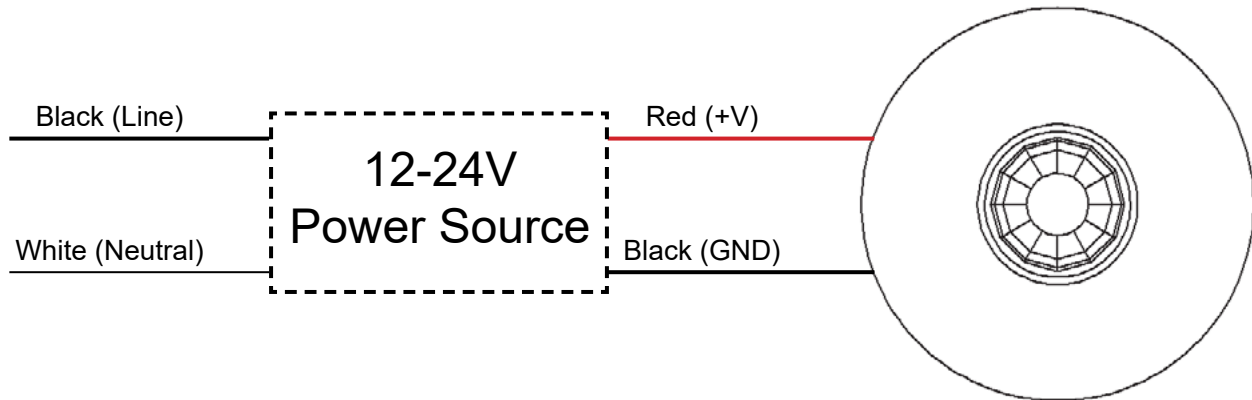 Black (Line)
Red (+V)
12-24V
Power Source
White (Neutral)
Black (GND)